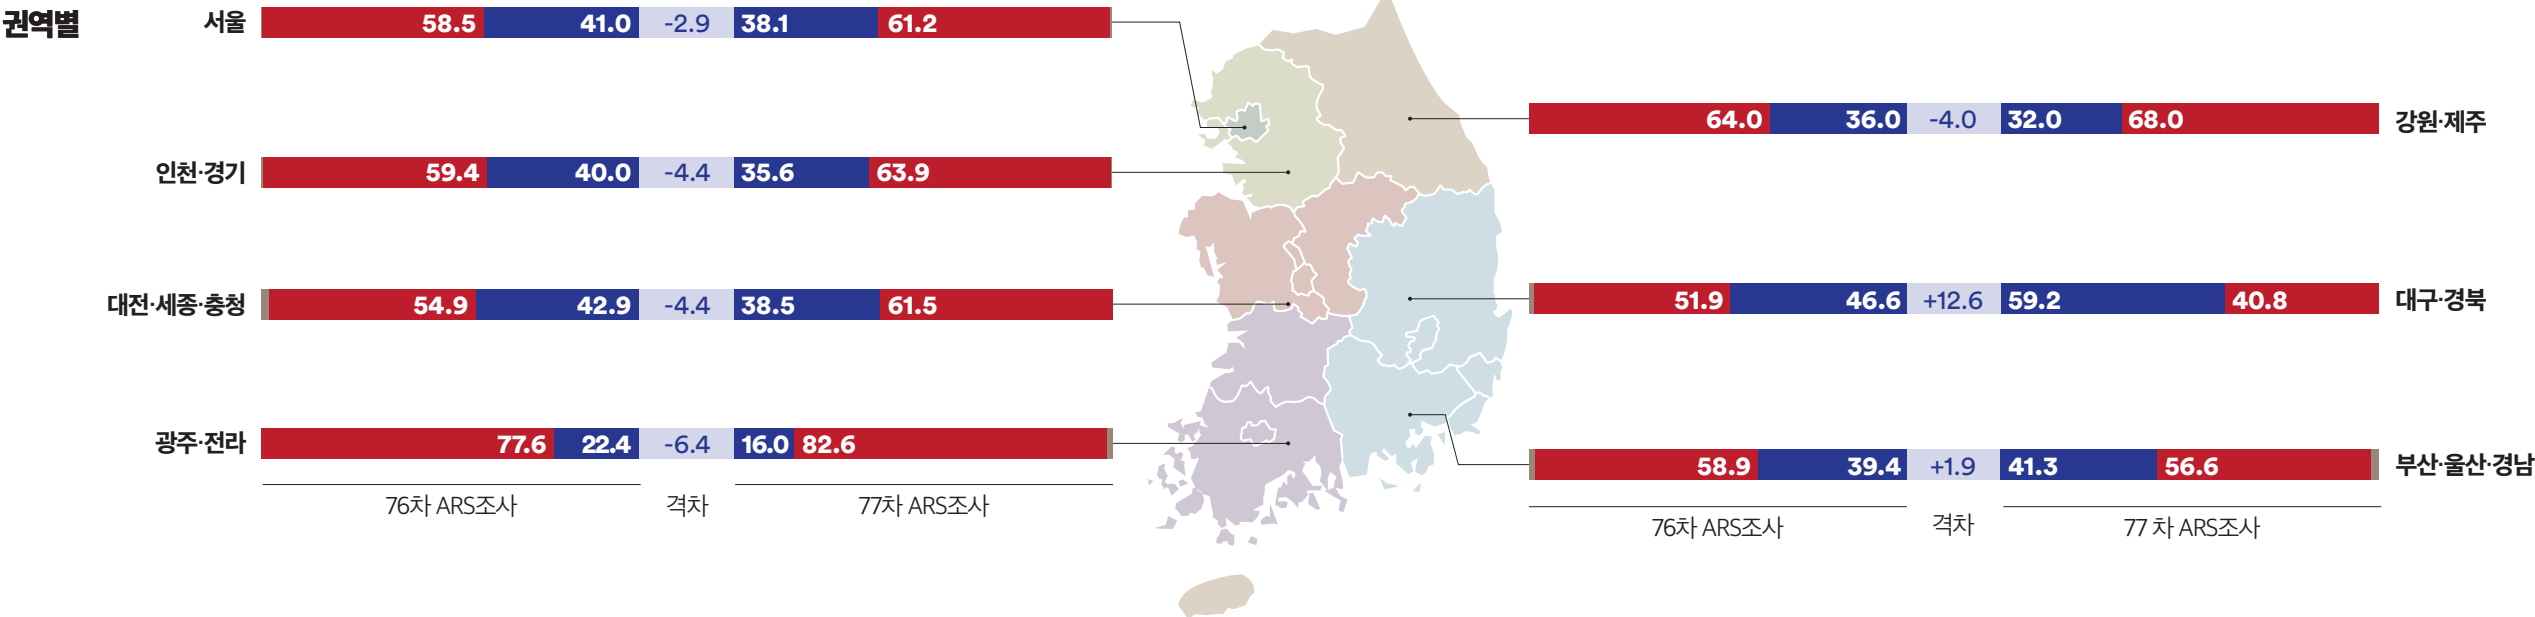 권역별
서울 58.5 41.0 -2.9 38.1 61.2
인천·경기 59.4 40.0 -4.4 35.6 63.9
대전·세종·충청 54.9 42.9 -4.4 38.5 61.5
광주·전라 77.6 22.4 -6.4 16.0 82.6
76차 ARS조사 격차 77차 ARS조사
64.0 36.0 -4.0 32.0 68.0 강원·제주
51.9 46.6 +12.6 59.2 40.8 대구·경북
58.9 39.4 +1.9 41.3 56.6 부산·울산·경남
76차 ARS조사 격차 77 차 ARS조사